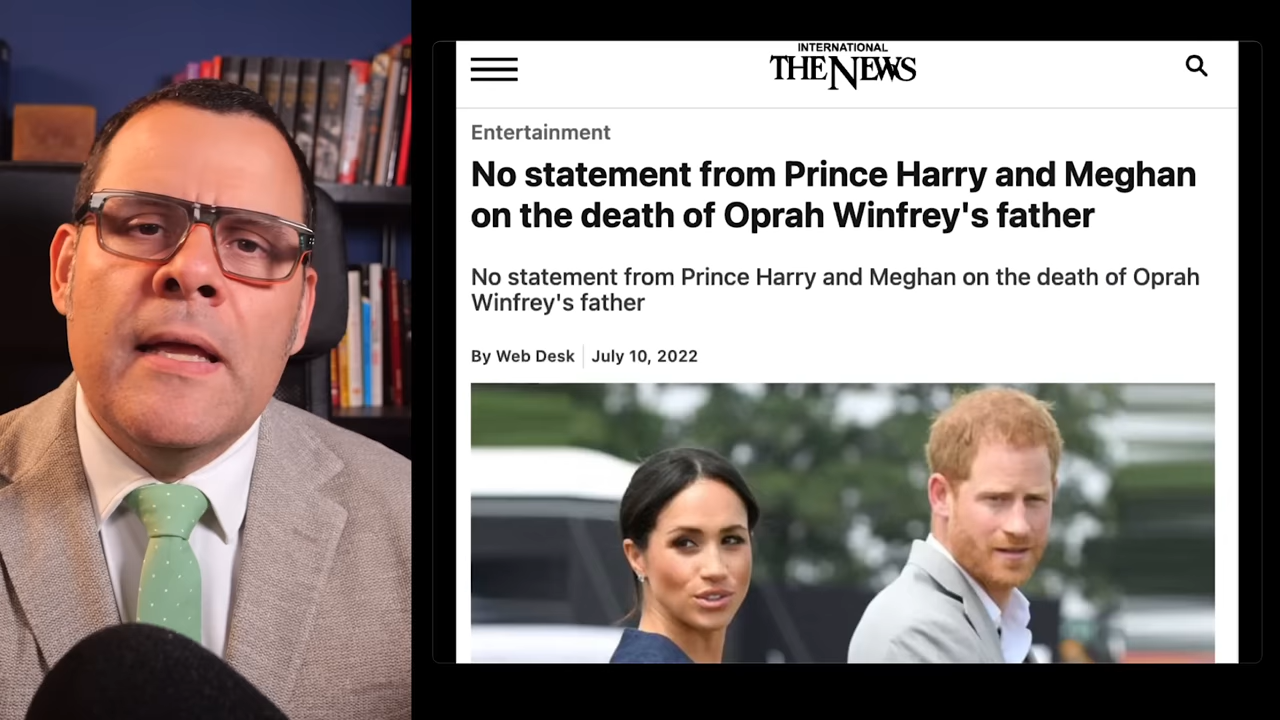 INTERNATIONAL
THE NEWS
Entertainment
No statement from Prince Harry and Meghan
on the death of Oprah Winfrey's father
No statement from Prince Harry and Meghan on the death of Oprah
Winfrey's father
By Web Desk July 10, 2022